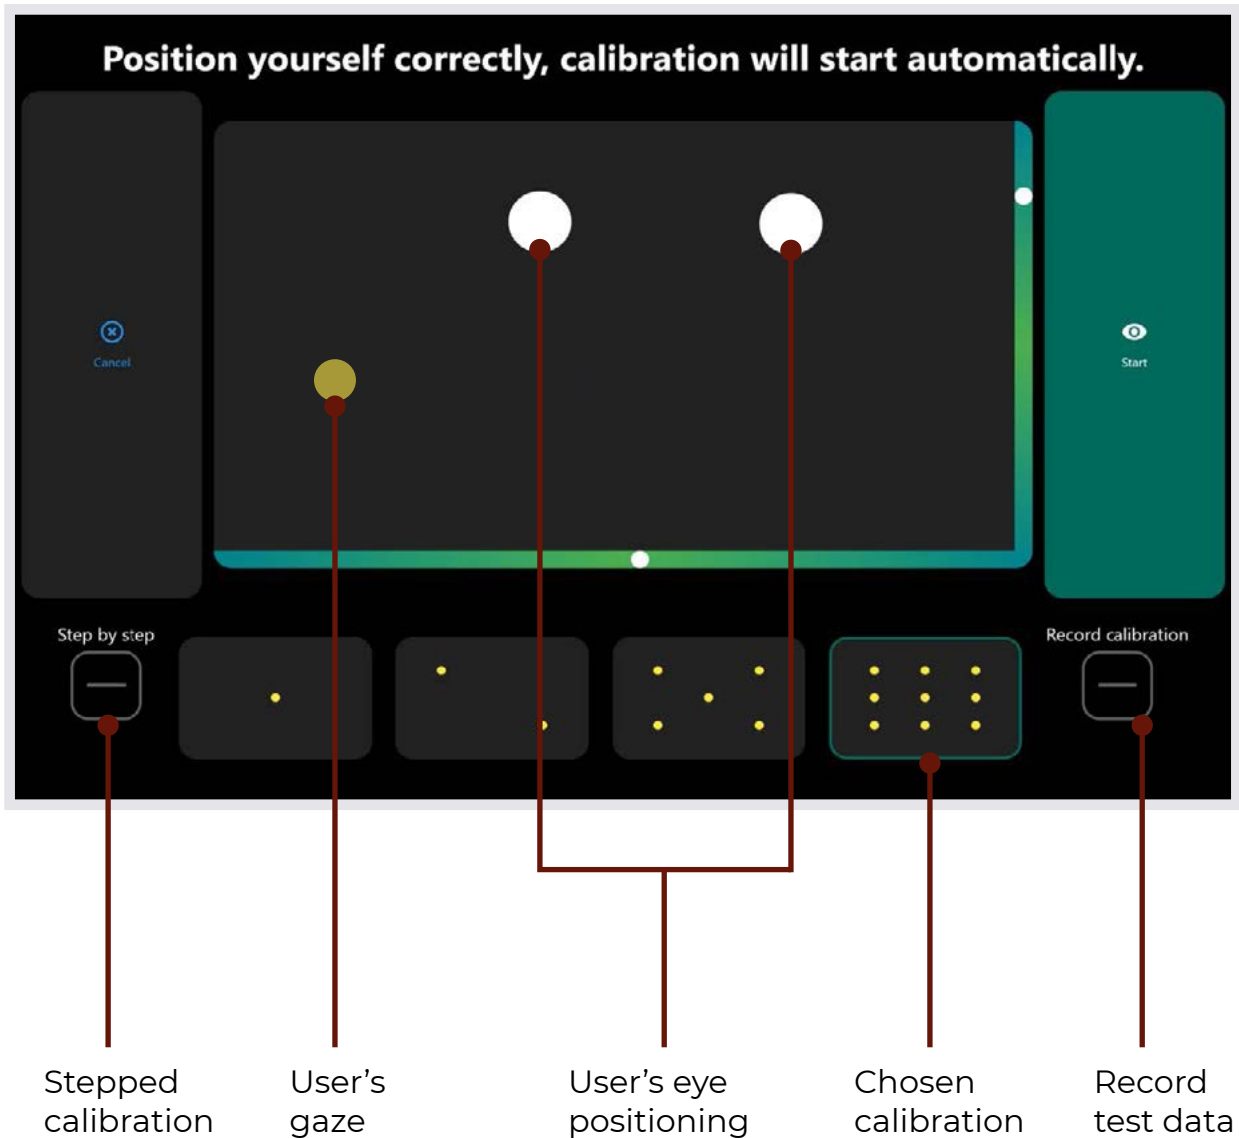 Position yourself correctly, calibration will start automatically.
Cancel
Start
Step by step
Record calibration
Stepped
calibration
User’s
gaze
User’s eye
positioning
Chosen
calibration
Record
test data